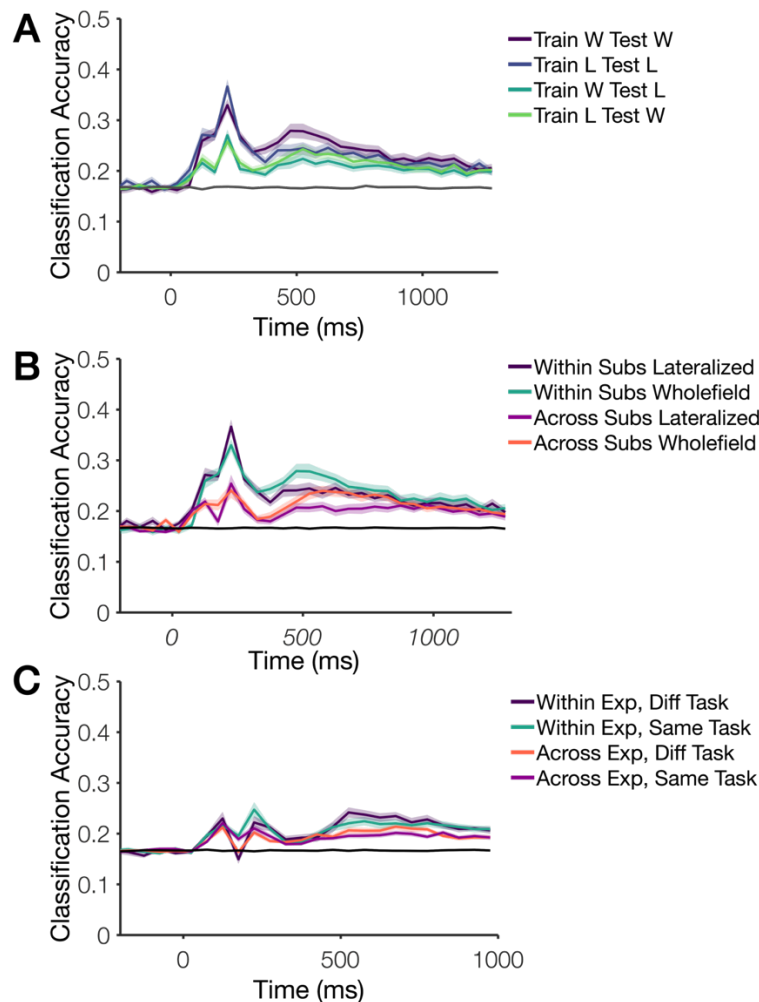 A
Classification Accuracy
0.5
0.4
0.3
0.2
0.1
0
0 500 1000
Time (ms)
Train W Test W
Train L Test L
Train W Test L
Train L Test W
B
Classification Accuracy
0.5
0.4
0.3
0.2
0.1
0
0 500 1000
Time (ms)
Within Subs Lateralized
Within Subs Wholefield
Across Subs Lateralized
Across Subs Wholefield
C
Classification Accuracy
0.5
0.4
0.3
0.2
0.1
0
0 500 1000
Time (ms)
Within Exp, Diff Task
Within Exp, Same Task
Across Exp, Diff Task
Across Exp, Same Task